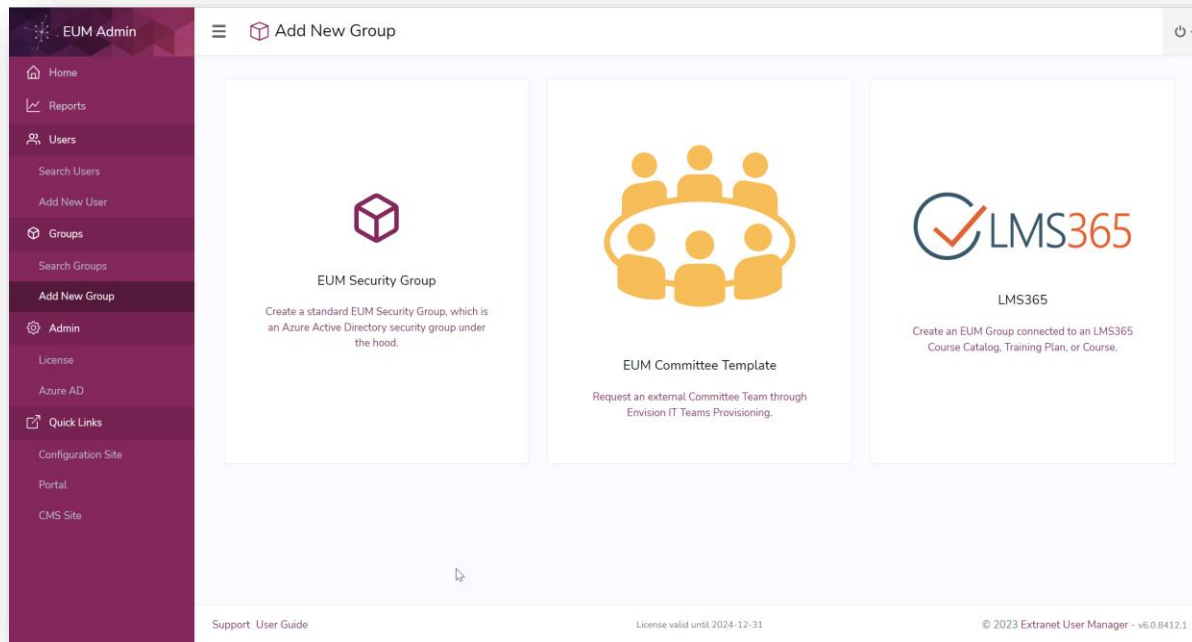 EUM Admin
Add New Group
Home
Reports
Users
Search Users
Add New User
Groups
Search Groups
Add New Group
Admin
License
Azure AD
Quick Links
Configuration Site
Portal
CMS Site
EUM Security Group
Create a standard EUM Security Group, which is
an Azure Active Directory security group under
the hood.
EUM Committee Template
Request an external Committee Team through
Envision IT Teams Provisioning.
LMS365
LMS365
Create an EUM Group connected to an LMS365
Course Catalog, Training Plan, or Course.
Support User Guide
License valid until 2024-12-31
© 2023 Extranet User Manager - v6.0.8412.1